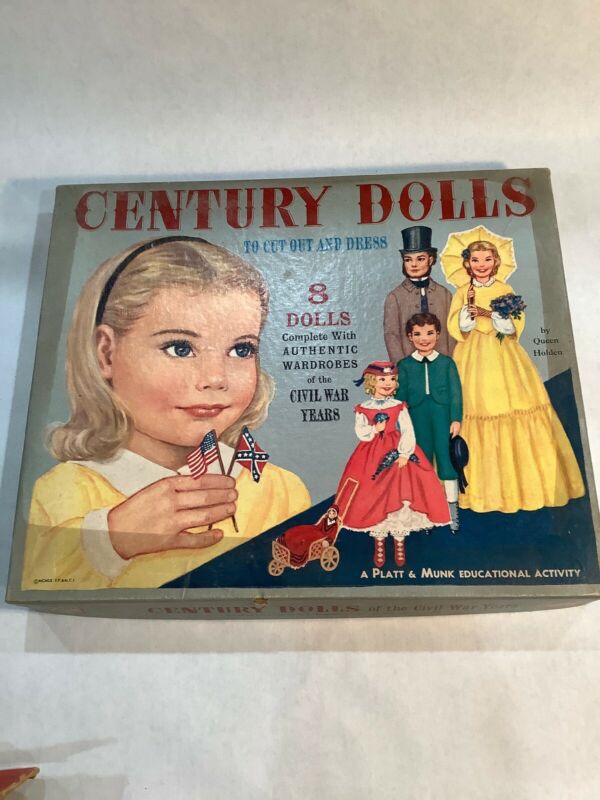 CENTURY DOLLS
TO CUT OUT AND DRESS
8
DOLLS
Complete With
AUTHENTIC
WARDROBES
of the
CIVIL WAR
YEARS
by
Queen
Holden
A PLATT & MUNK EDUCATIONAL ACTIVITY
CENTURY DOLLS of the Civil War Years